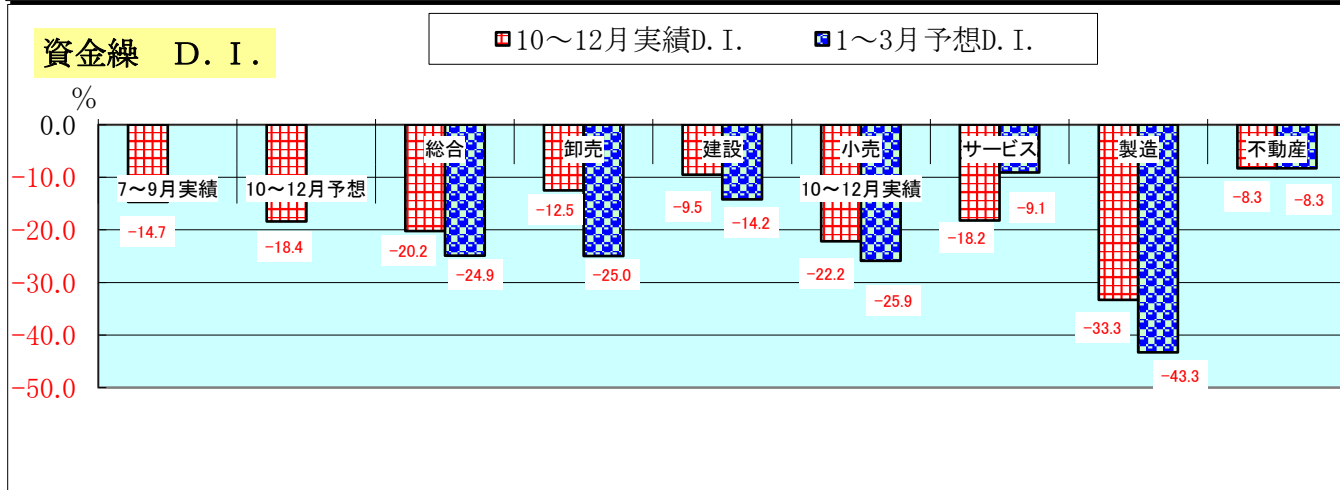 資金繰　D.I.
10～12月実績D.I.
1～3月予想D.I.
%
0.0
-10.0
-20.0
-30.0
-40.0
-50.0
総合
卸売
建設
小売
サービス
製造
不動産
7～9月実績
10～12月予想
10～12月実績
-14.7
-18.4
-20.2
-24.9
-12.5
-25.0
-9.5
-14.2
-22.2
-25.9
-18.2
-9.1
-33.3
-43.3
-8.3
-8.3